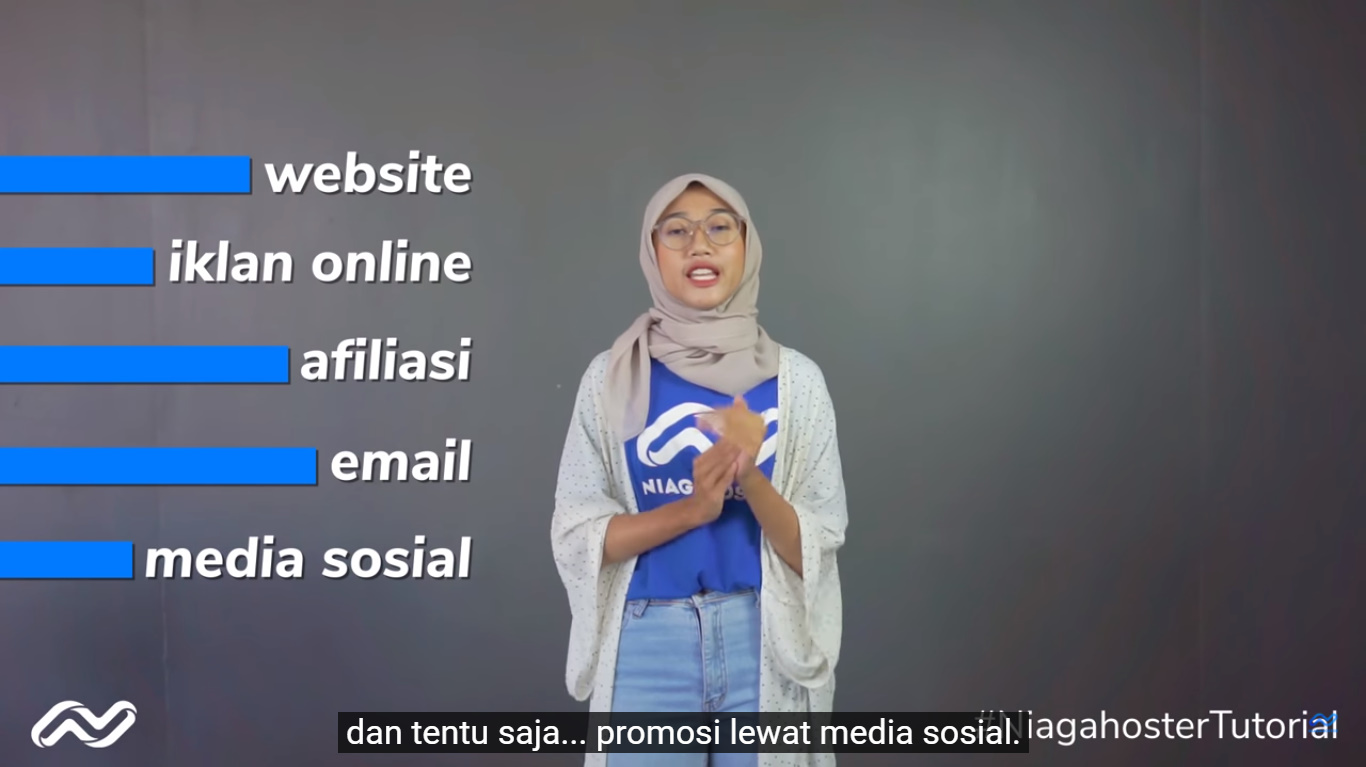 website
iklan online
afiliasi
email
media sosial
dan tentu saja... promosi lewat media sosial.
#NiagahosterTutorial